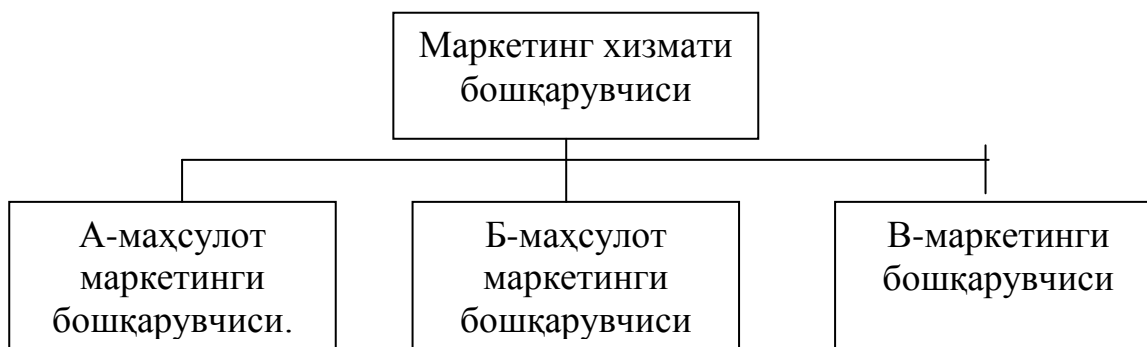 Маркетинг хизмати
бошқарувчиси
А-маҳсулот
маркетинги
бошқарувчиси.
Б-маҳсулот
маркетинги
бошқарувчиси
В-маркетинги
бошқарувчиси